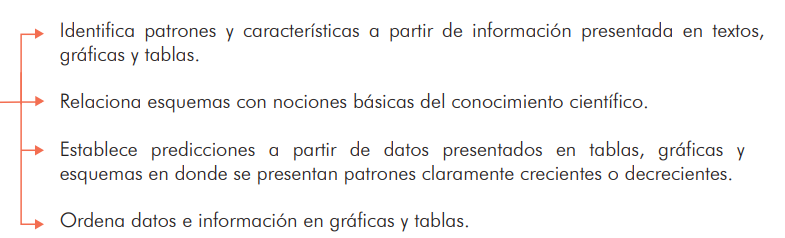 Identifica patrones y características a partir de información presentada en textos,
gráficas y tablas.
Relaciona esquemas con nociones básicas del conocimiento científico.
Establece predicciones a partir de datos presentados en tablas, gráficas y
esquemas en donde se presentan patrones claramente crecientes o decrecientes.
Ordena datos e información en gráficas y tablas.